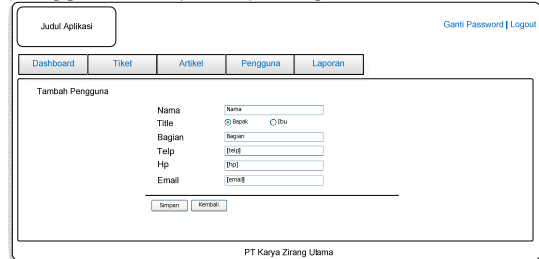 Judul Aplikasi
Ganti Password | Logout
Dashboard Tiket Artikel Pengguna Laporan
Tambah Pengguna
Nama Nama
Title Bapak Ibu
Bagian Bagian
Telp [telp]
Hp [hp]
Email [email]
Simpan Kembali
PT Karya Zirang Utama